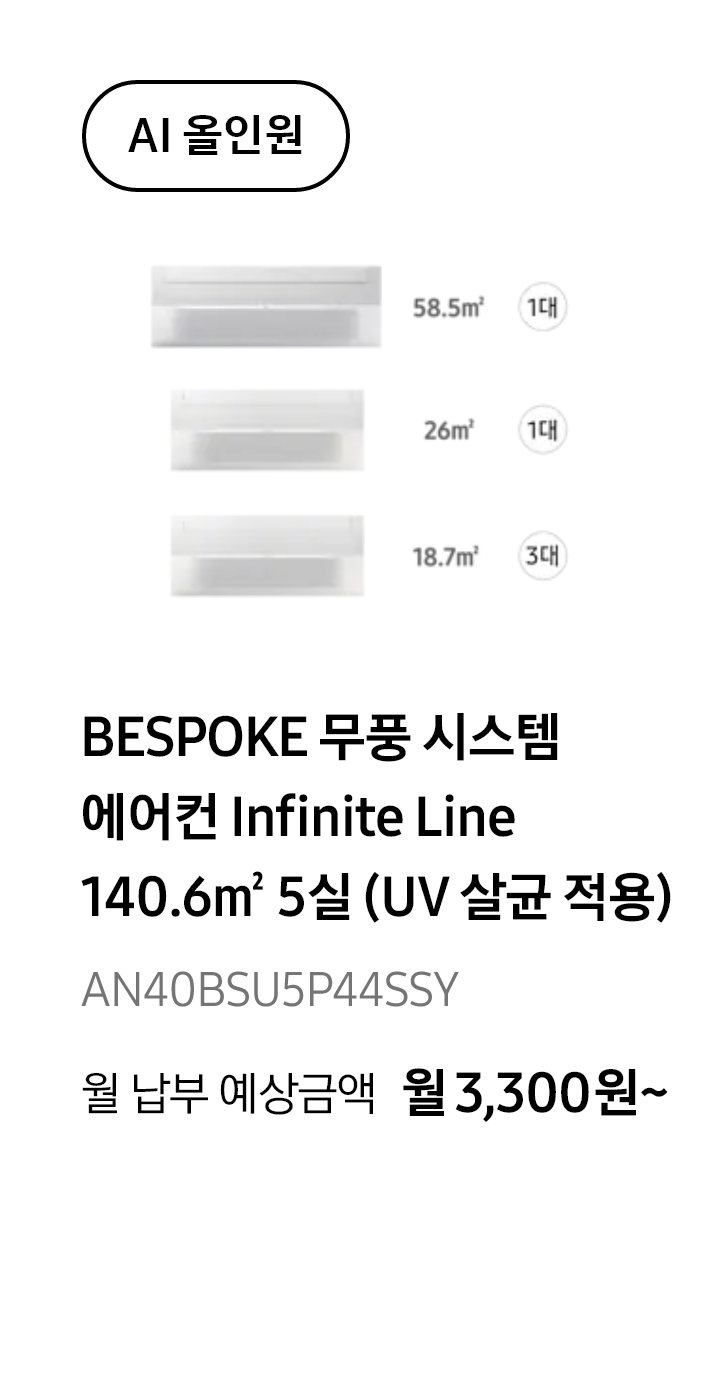 AI 올인원
58.5㎡ 1대
26㎡ 1대
18.7㎡ 3대
BESPOKE 무풍 시스템
에어컨 Infinite Line
140.6㎡ 5실 (UV 살균 적용)
AN40BSU5P44SSY
월 납부 예상금액 월 3,300원~